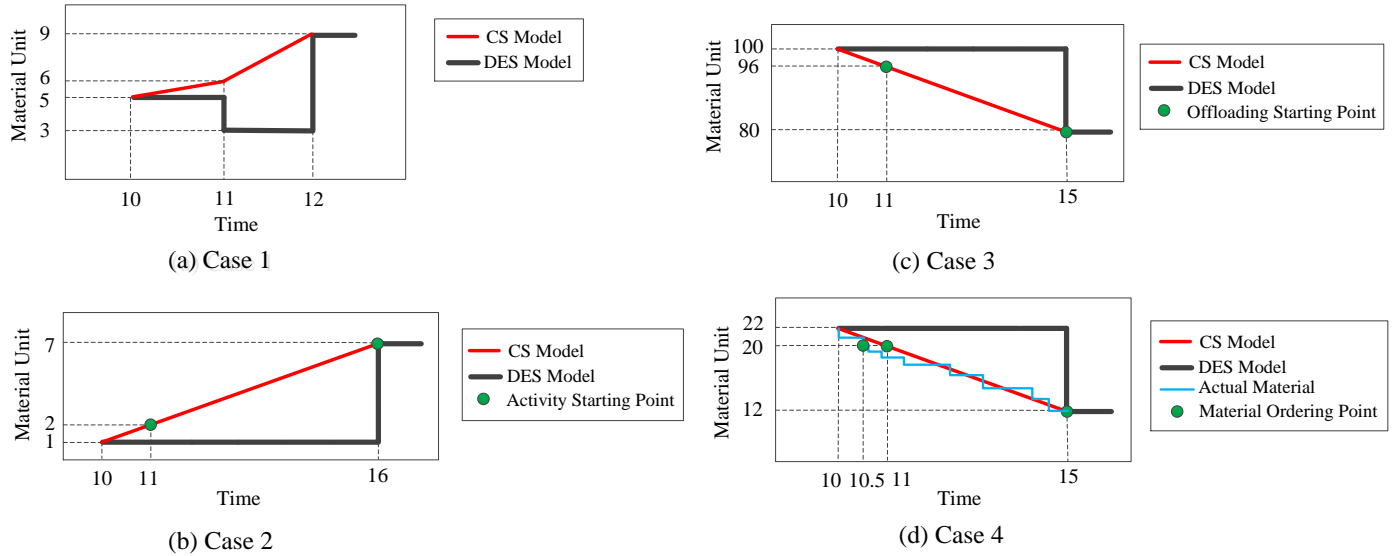 Material Unit
9
6
5
3
10
11
12
Time
CS Model
DES Model
(a) Case 1
Material Unit
7
2
1
10
11
16
Time
CS Model
DES Model
Activity Starting Point
(b) Case 2
Material Unit
100
96
80
10
11
15
Time
CS Model
DES Model
Offloading Starting Point
(c) Case 3
Material Unit
22
20
12
10
10.5
11
15
Time
CS Model
DES Model
Actual Material
Material Ordering Point
(d) Case 4